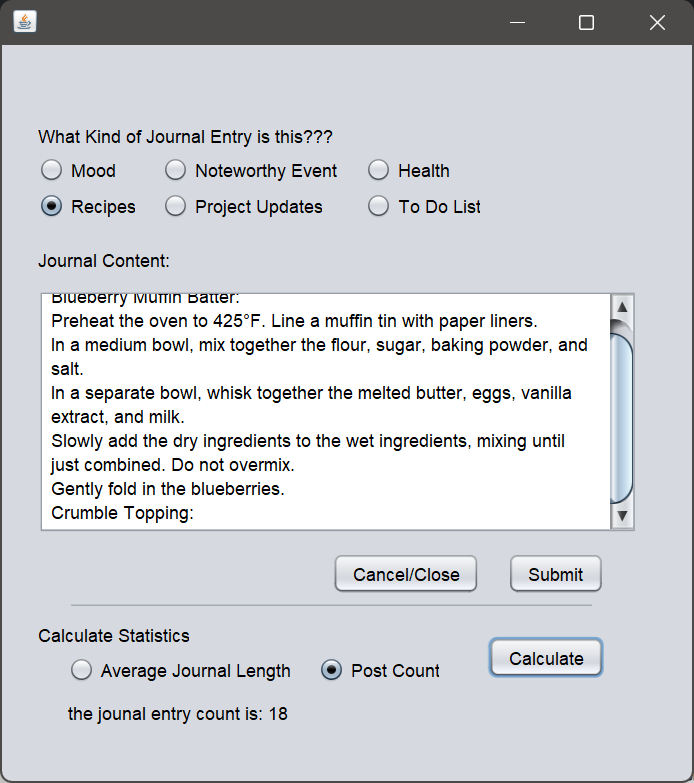 What Kind of Journal Entry is this???
Mood Noteworthy Event Health
Recipes Project Updates To Do List
Journal Content:
Blueberry Muffin Batter:
Preheat the oven to 425°F. Line a muffin tin with paper liners.
In a medium bowl, mix together the flour, sugar, baking powder, and
salt.
In a separate bowl, whisk together the melted butter, eggs, vanilla
extract, and milk.
Slowly add the dry ingredients to the wet ingredients, mixing until
just combined. Do not overmix.
Gently fold in the blueberries.
Crumble Topping:
Cancel/Close Submit
Calculate Statistics
Average Journal Length Post Count Calculate
the jounal entry count is: 18